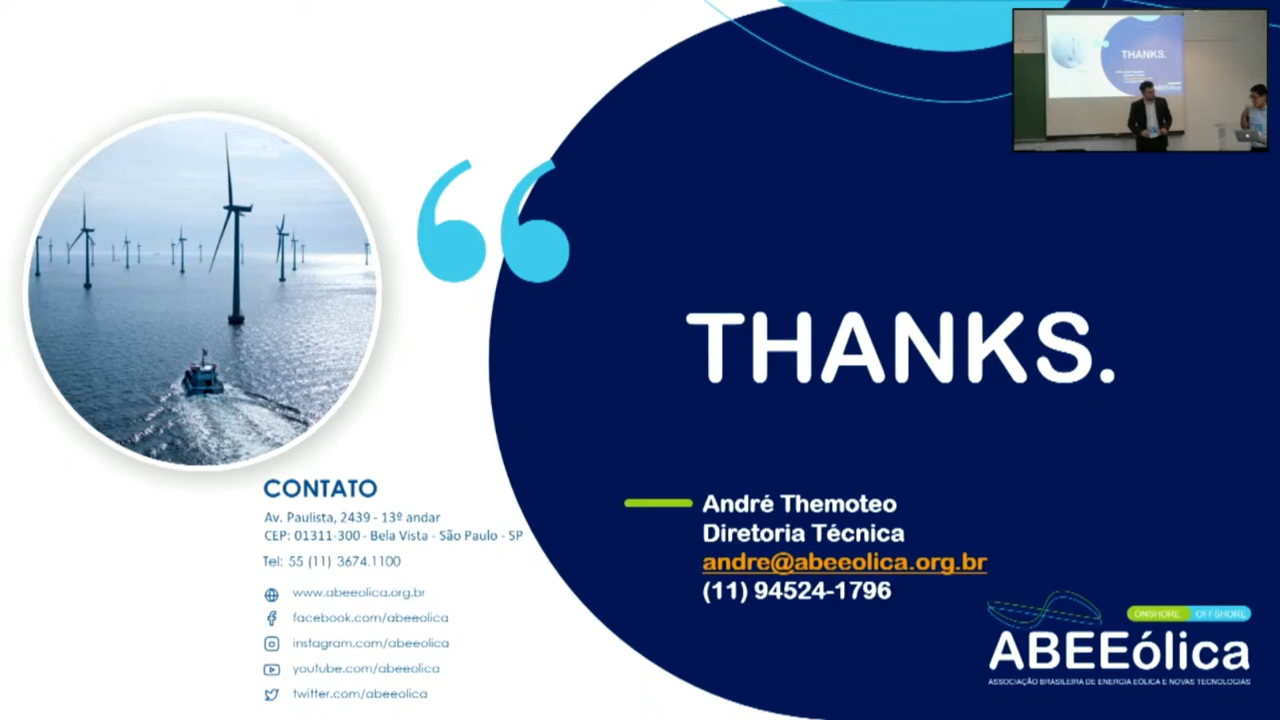 THANKS.
CONTATO
Av. Paulista, 2439 - 13º andar
CEP: 01311-300 - Bela Vista - São Paulo - SP
Tel: 55 (11) 3674.1100
www.abeeolica.org.br
facebook.com/abeeolica
instagram.com/abeeolica
youtube.com/abeeolica
twitter.com/abeeolica
André Themoteo
Diretoria Técnica
andre@abeeolica.org.br
(11) 94524-1796
ONSHORE OFFSHORE
ABEEólica
ASSOCIAÇÃO BRASILEIRA DE ENERGIA EÓLICA E NOVAS TECNOLOGIAS
THANKS.
ABEEólica